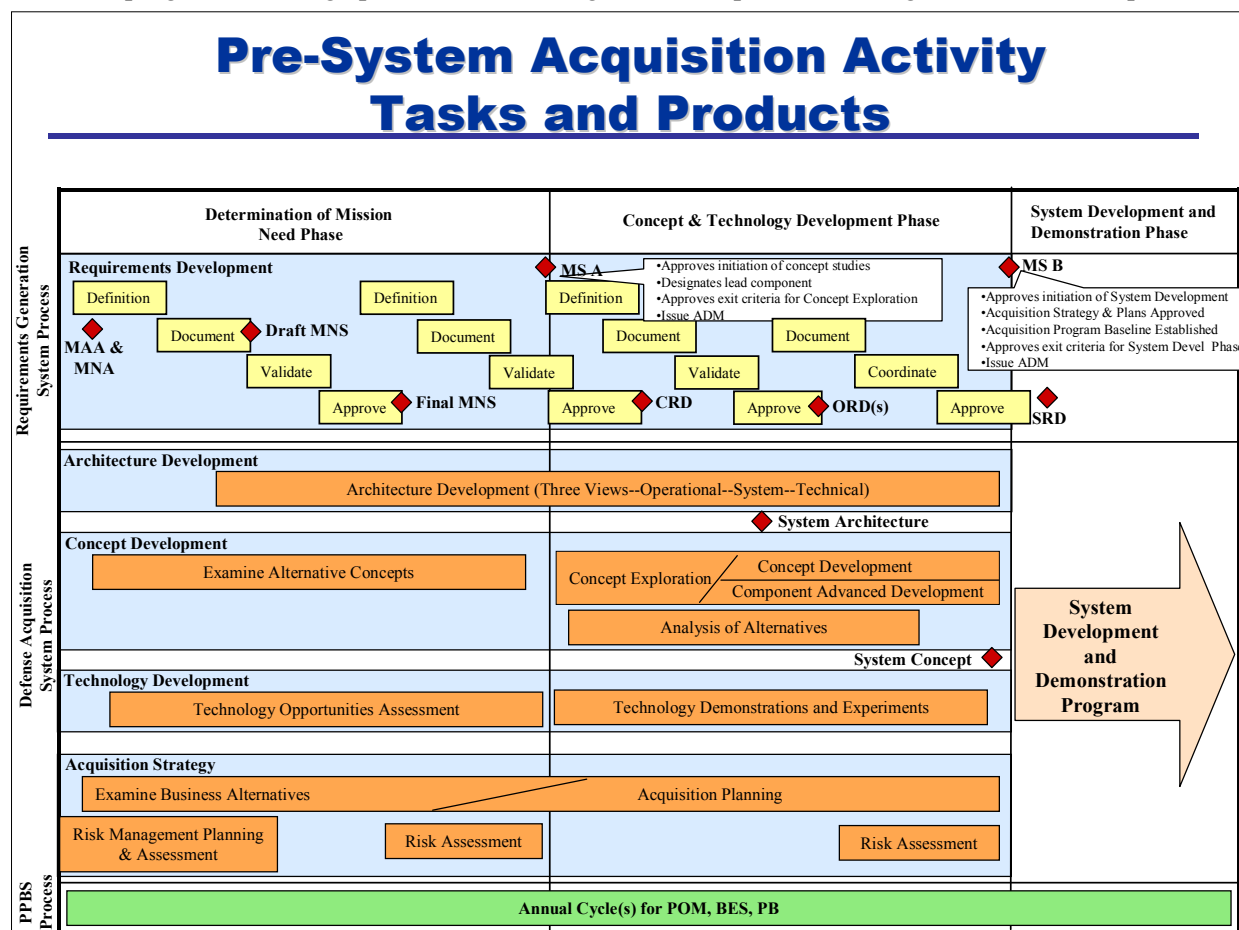 Pre-System Acquisition Activity
Tasks and Products
Requirements Generation
System Process
Determination of Mission
Need Phase
Concept & Technology Development Phase
System Development and
Demonstration Phase
Requirements Development
MS A
•Approves initiation of concept studies
•Designates lead component
•Approves exit criteria for Concept Exploration
•Issue ADM
MS B
•Approves initiation of System Development
•Acquisition Strategy & Plans Approved
•Acquisition Program Baseline Established
•Approves exit criteria for System Devel Phase
•Issue ADM
Definition
Definition
Definition
MAA &
MNA
Document
Draft MNS
Document
Document
Document
Validate
Validate
Validate
Coordinate
Approve
Final MNS
Approve
CRD
Approve
ORD(s)
Approve
SRD
Defense Acquisition
System Process
Architecture Development
Architecture Development (Three Views--Operational--System--Technical)
System Architecture
Concept Development
Examine Alternative Concepts
Concept Exploration
Concept Development
Component Advanced Development
Analysis of Alternatives
System Concept
Technology Development
Technology Opportunities Assessment
Technology Demonstrations and Experiments
Acquisition Strategy
Examine Business Alternatives
Acquisition Planning
Risk Management Planning
& Assessment
Risk Assessment
Risk Assessment
System
Development
and
Demonstration
Program
PPBS
Process
Annual Cycle(s) for POM, BES, PB